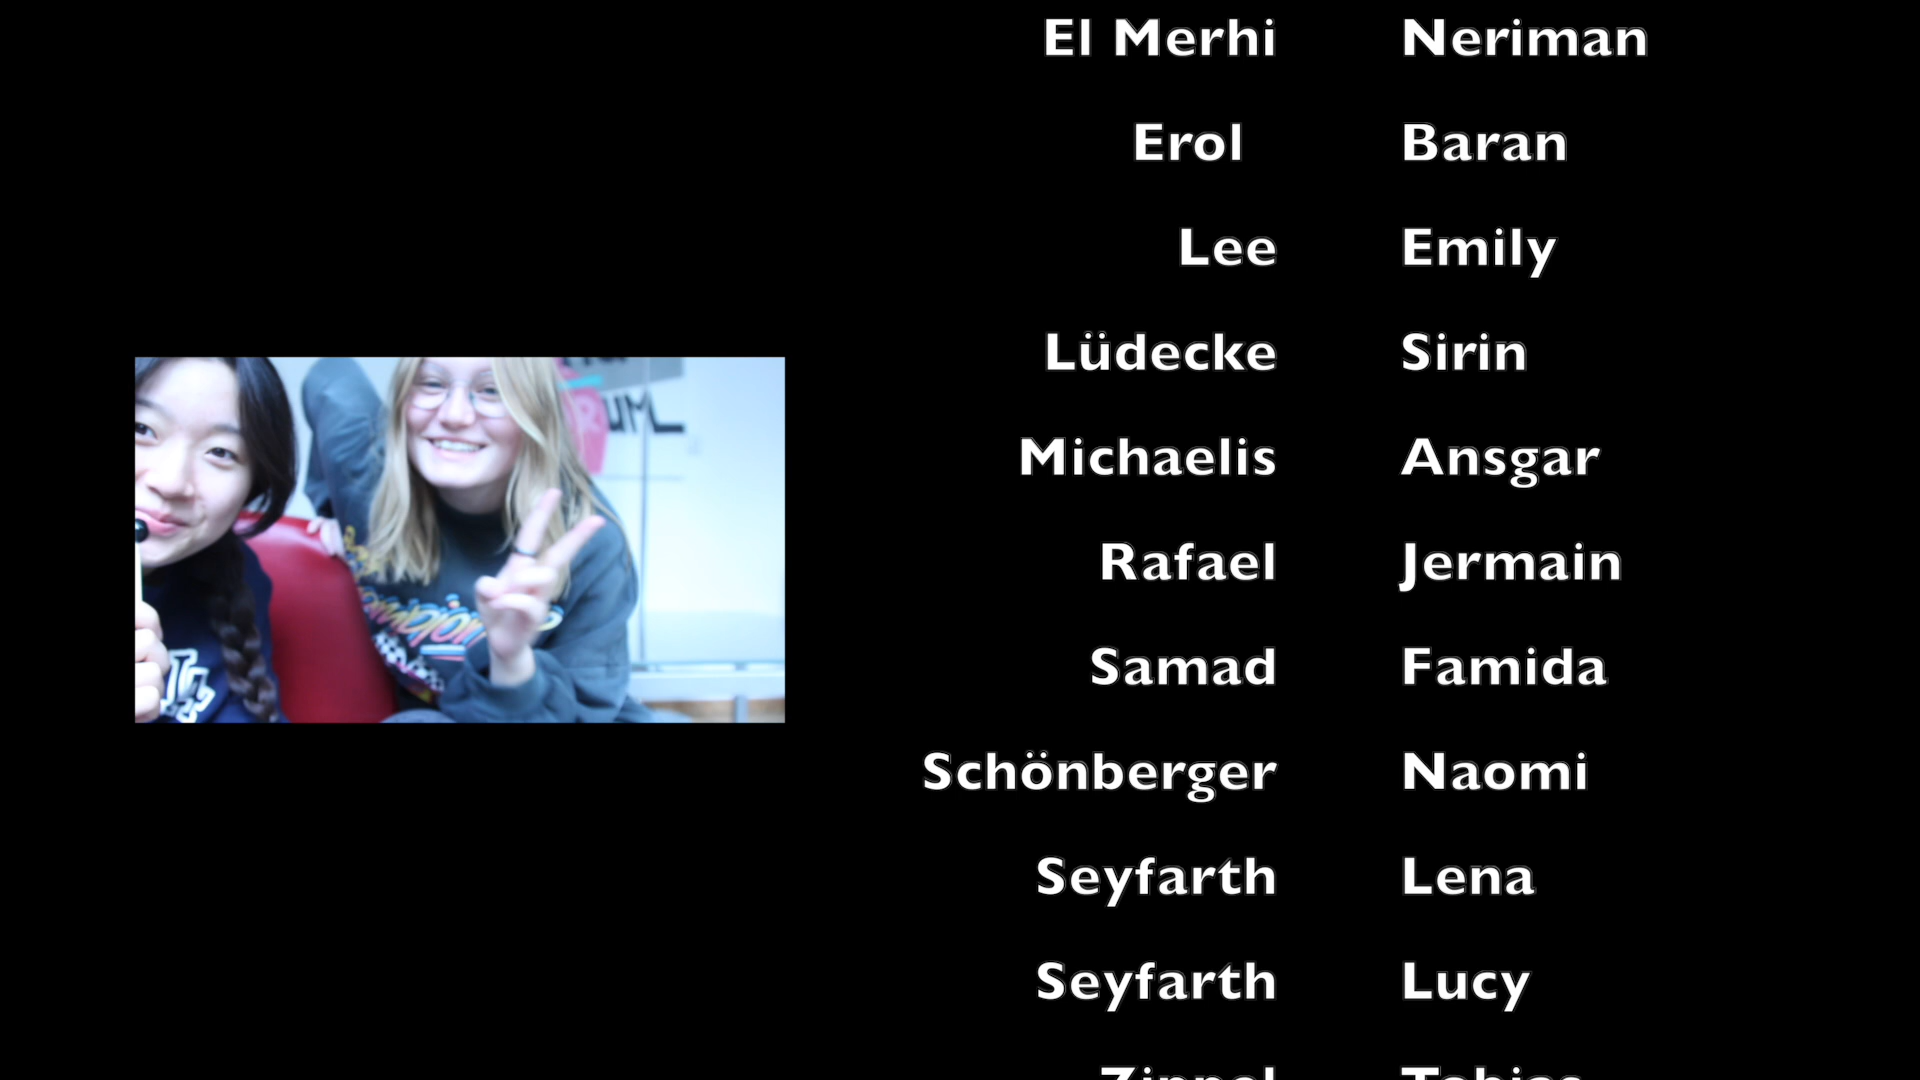 El Merhi Neriman
Erol Baran
Lee Emily
Lüdecke Sirin
Michaelis Ansgar
Rafael Jermain
Samad Famida
Schönberger Naomi
Seyfarth Lena
Seyfarth Lucy